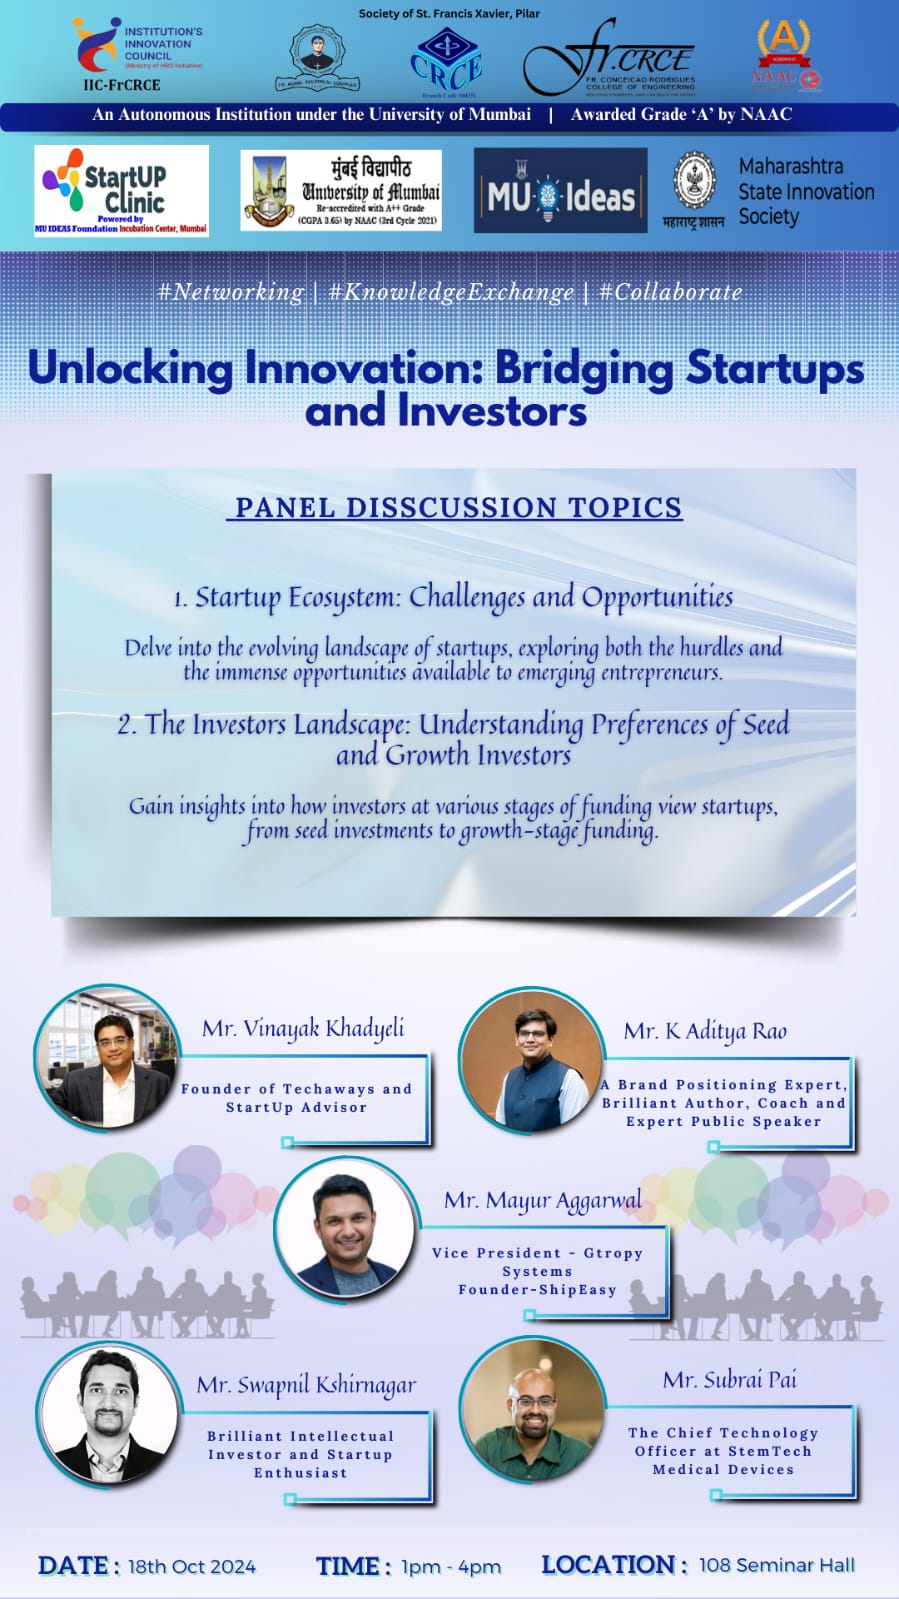 Society of St. Francis Xavier, Pilar
INSTITUTION'S
INNOVATION
COUNCIL
(Ministry of HRD Initiative)
IIC-FrCRCE
FR. AGNEL TECHNICAL COMPLEX
CRCE
Fr.CRCE
FR. CONCEICAO RODRIGUES
COLLEGE OF ENGINEERING
A
NAAC
An Autonomous Institution under the University of Mumbai | Awarded Grade ‘A’ by NAAC
StartUP
Clinic
Powered by
MU IDEAS Foundation Incubation Center, Mumbai
मुंबई विद्यापीठ
University of Mumbai
Re-accredited with A++ Grade
(CGPA 3.65) by NAAC (3rd Cycle 2021)
MU Ideas
महाराष्ट्र शासन
Maharashtra
State Innovation
Society
#Networking | #KnowledgeExchange | #Collaborate
Unlocking Innovation: Bridging Startups
and Investors
PANEL DISSCUSSION TOPICS
1. Startup Ecosystem: Challenges and Opportunities
Delve into the evolving landscape of startups, exploring both the hurdles and
the immense opportunities available to emerging entrepreneurs.
2. The Investors Landscape: Understanding Preferences of Seed
and Growth Investors
Gain insights into how investors at various stages of funding view startups,
from seed investments to growth-stage funding.
Mr. Vinayak Khadyeli
Founder of Techaways and
StartUp Advisor
Mr. K Aditya Rao
A Brand Positioning Expert,
Brilliant Author, Coach and
Expert Public Speaker
Mr. Mayur Aggarwal
Vice President - Gtropy
Systems
Founder-ShipEasy
Mr. Swapnil Kshirnagar
Brilliant Intellectual
Investor and Startup
Enthusiast
Mr. Subrai Pai
The Chief Technology
Officer at StemTech
Medical Devices
DATE : 18th Oct 2024
TIME : 1pm - 4pm
LOCATION : 108 Seminar Hall